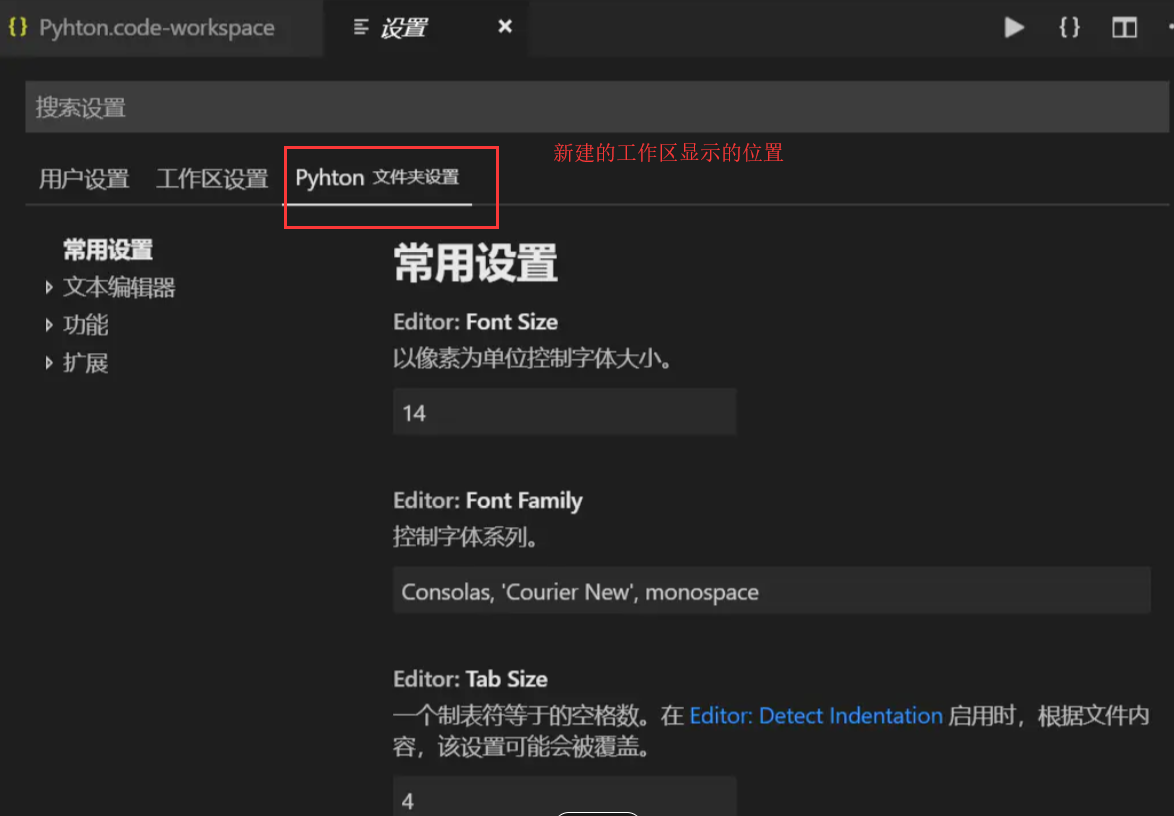 {} Pyhton.code-workspace 设置 ×
{}
搜索设置
新建的工作区显示的位置
用户设置 工作区设置 Pyhton 文件夹设置
常用设置
文本编辑器
功能
扩展
常用设置
Editor: Font Size
以像素为单位控制字体大小。
14
Editor: Font Family
控制字体系列。
Consolas, 'Courier New', monospace
Editor: Tab Size
一个制表符等于的空格数。在 Editor: Detect Indentation 启用时，根据文件内
容，该设置可能会被覆盖。
4